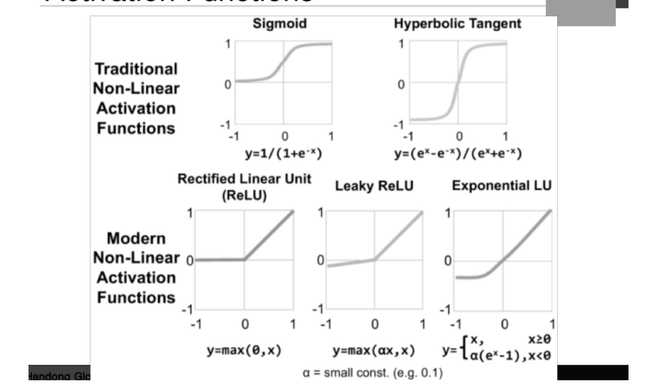 Activation Functions
Sigmoid
Hyperbolic Tangent
Traditional
Non-Linear
Activation
Functions
1
0
-1
-1 0 1
y=1/(1+e⁻ˣ)
1
0
-1
-1 0 1
y=(eˣ-e⁻ˣ)/(eˣ+e⁻ˣ)
Rectified Linear Unit
(ReLU)
Leaky ReLU
Exponential LU
Modern
Non-Linear
Activation
Functions
1
0
-1
-1 0 1
y=max(0,x)
1
0
-1
-1 0 1
y=max(αx,x)
1
0
-1
-1 0 1
y={x, x≥0
α(eˣ-1),x<0
α = small const. (e.g. 0.1)
Handong